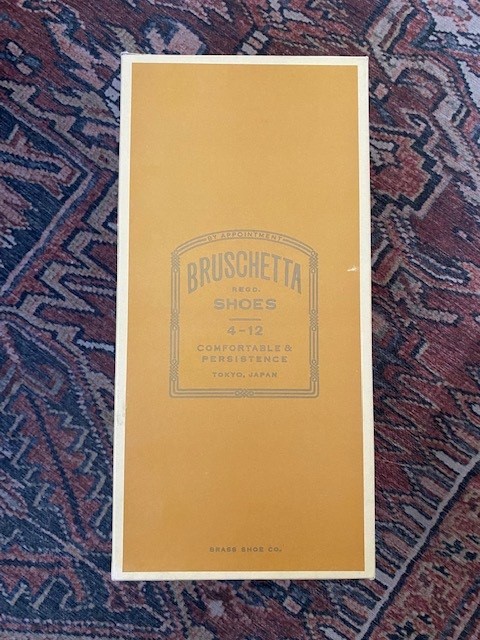 BY APPOINTMENT
BRUSCHETTA
REGD.
SHOES
4-12
COMFORTABLE &
PERSISTENCE
TOKYO, JAPAN
BRASS SHOE CO.